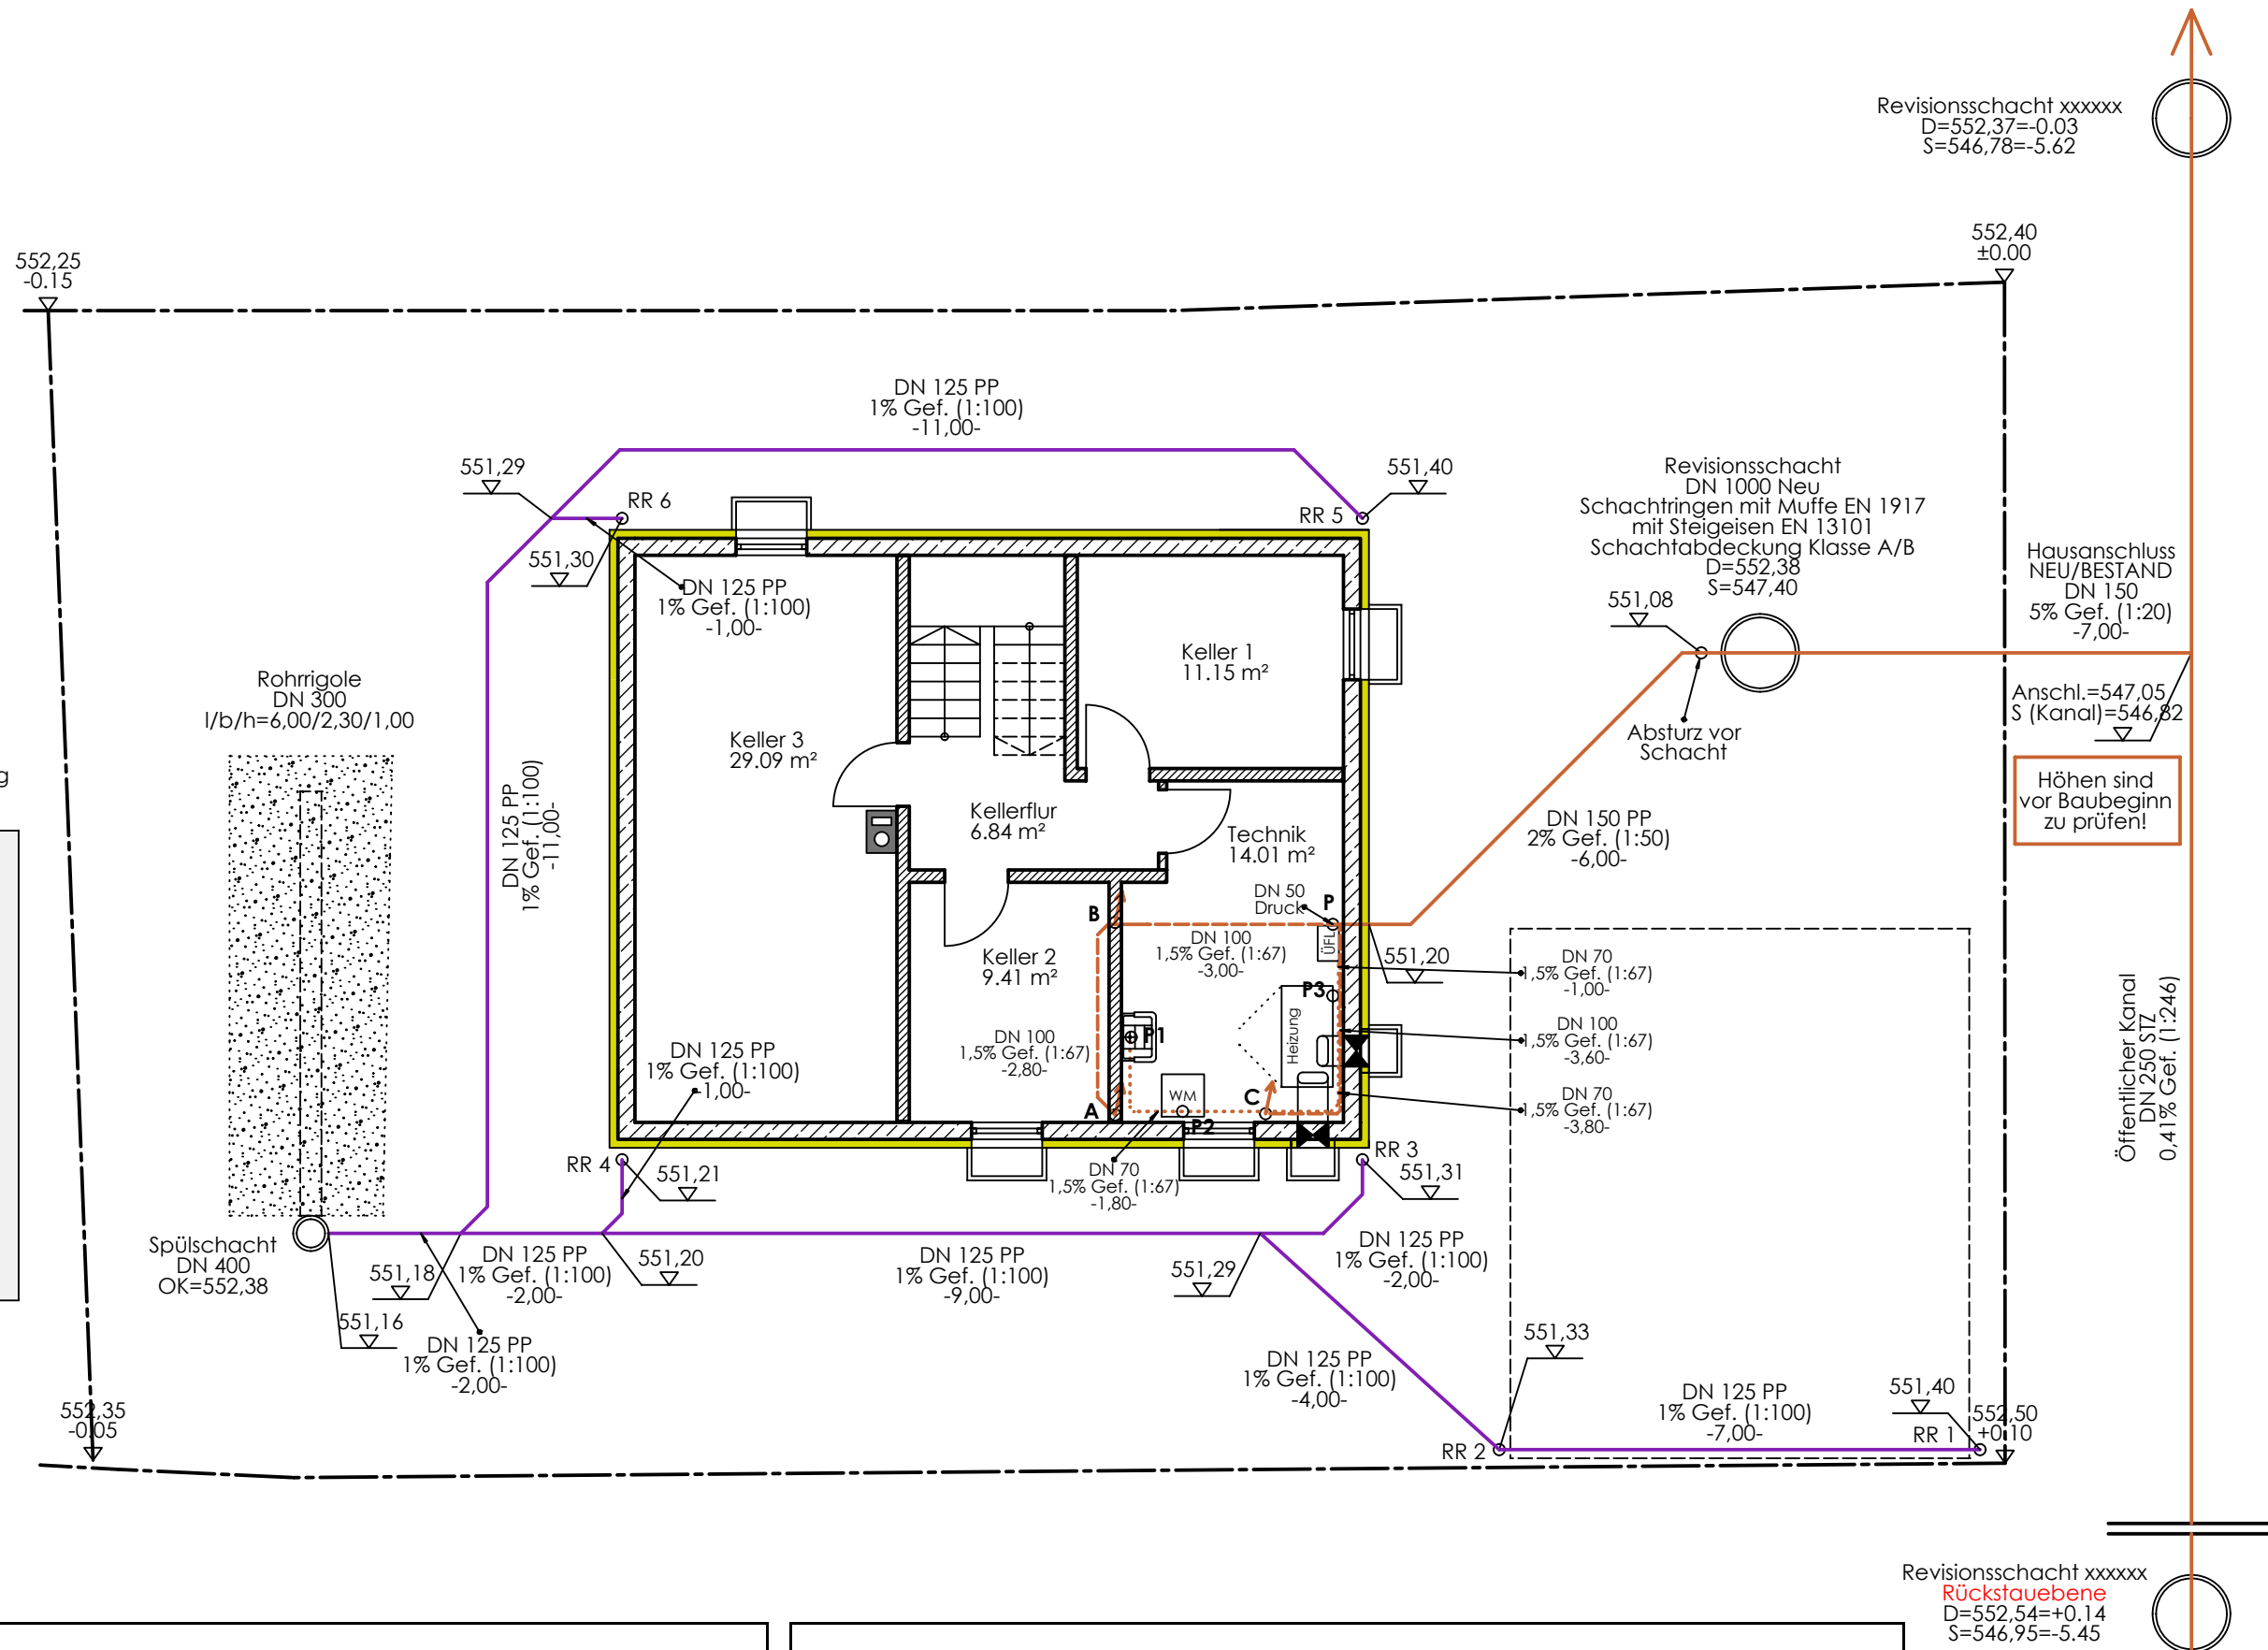 Revisionsschacht xxxxxx
D=552,37=-0.03
S=546,78=-5.62
552,25
-0.15
552,40
±0.00
DN 125 PP
1% Gef. (1:100)
-11,00-
551,29
RR 6
551,40
RR 5
551,30
DN 125 PP
1% Gef. (1:100)
-1,00-
Revisionsschacht
DN 1000 Neu
Schachtringen mit Muffe EN 1917
mit Steigeisen EN 13101
Schachtabdeckung Klasse A/B
D=552,38
S=547,40
551,08
Hausanschluss
NEU/BESTAND
DN 150
5% Gef. (1:20)
-7,00-
Anschl.=547,05
S (Kanal)=546,82
Absturz vor
Schacht
Höhen sind
vor Baubeginn
zu prüfen!
Rohrrigole
DN 300
l/b/h=6,00/2,30/1,00
g
DN 125 PP
1% Gef. (1:100)
-11,00-
Keller 3
29.09 m²
Keller 1
11.15 m²
Kellerflur
6.84 m²
Technik
14.01 m²
DN 150 PP
2% Gef. (1:50)
-6,00-
DN 50
Druck
P
B
DN 100
1,5% Gef. (1:67)
-3,00-
ÜFL
551,20
DN 70
1,5% Gef. (1:67)
-1,00-
Keller 2
9.41 m²
P3
Heizung
DN 100
1,5% Gef. (1:67)
-3,60-
P1
DN 100
1,5% Gef. (1:67)
-2,80-
DN 70
1,5% Gef. (1:67)
-3,80-
WM
A
C
P2
DN 125 PP
1% Gef. (1:100)
-1,00-
Öffentlicher Kanal
DN 250 STZ
0,41% Gef. (1:246)
RR 4
551,21
DN 70
1,5% Gef. (1:67)
-1,80-
RR 3
551,31
Spülschacht
DN 400
OK=552,38
551,18
DN 125 PP
1% Gef. (1:100)
-2,00-
551,20
DN 125 PP
1% Gef. (1:100)
-9,00-
551,29
DN 125 PP
1% Gef. (1:100)
-2,00-
551,16
DN 125 PP
1% Gef. (1:100)
-2,00-
551,33
DN 125 PP
1% Gef. (1:100)
-4,00-
RR 2
DN 125 PP
1% Gef. (1:100)
-7,00-
551,40
RR 1
552,50
+0.10
552,35
-0.05
Revisionsschacht xxxxxx
Rückstauebene
D=552,54=+0.14
S=546,95=-5.45